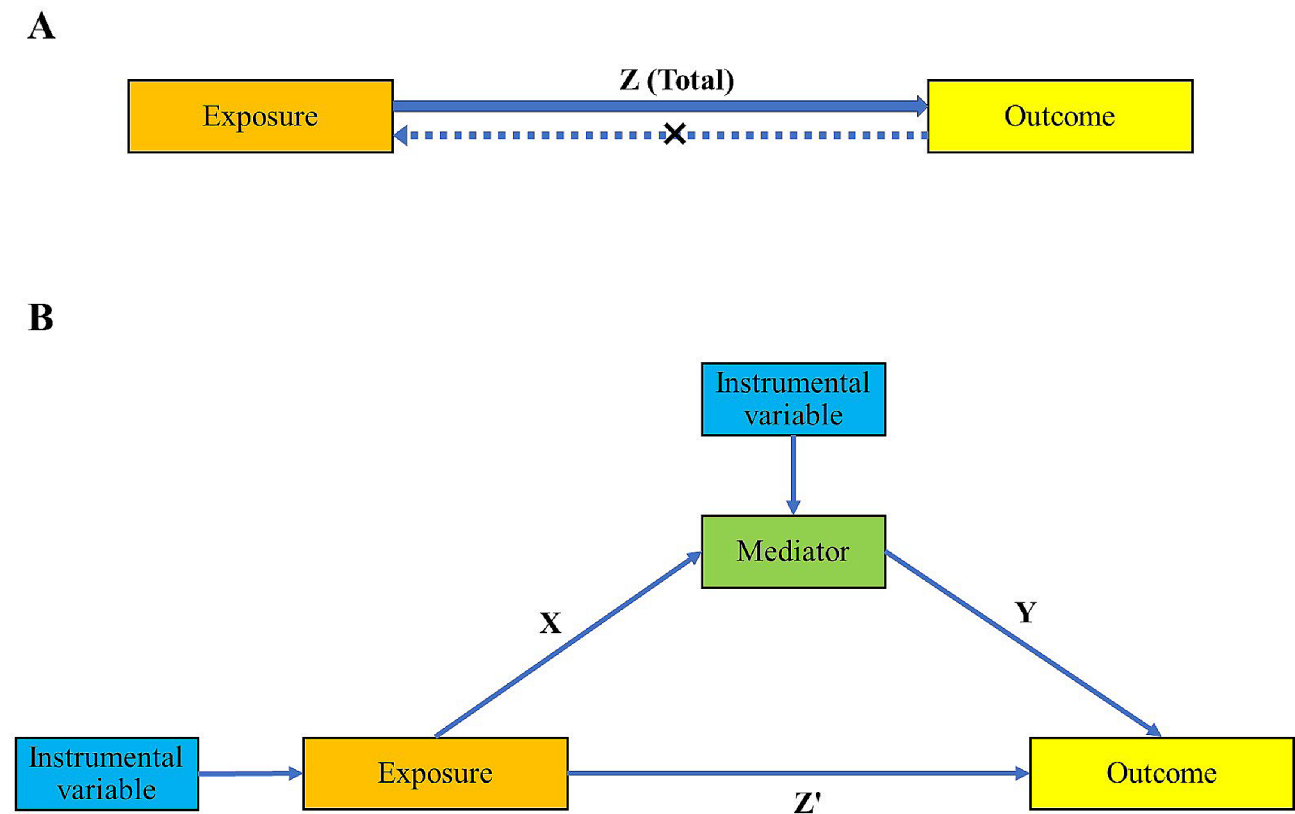 A
Z (Total)
Exposure
Outcome
B
Instrumental
variable
Mediator
X
Y
Instrumental
variable
Exposure
Outcome
Z'